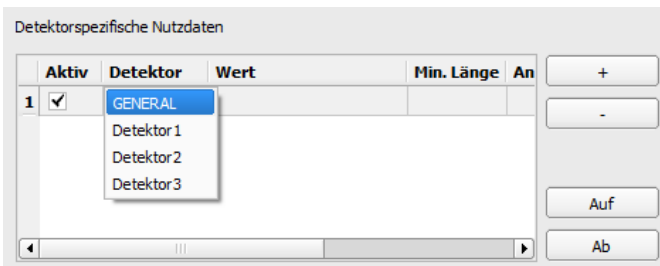 Detektorspezifische Nutzdaten
Aktiv Detektor Wert Min. Länge An
+
1 GENERAL
-
Detektor1
Detektor2
Detektor3
Auf
Ab